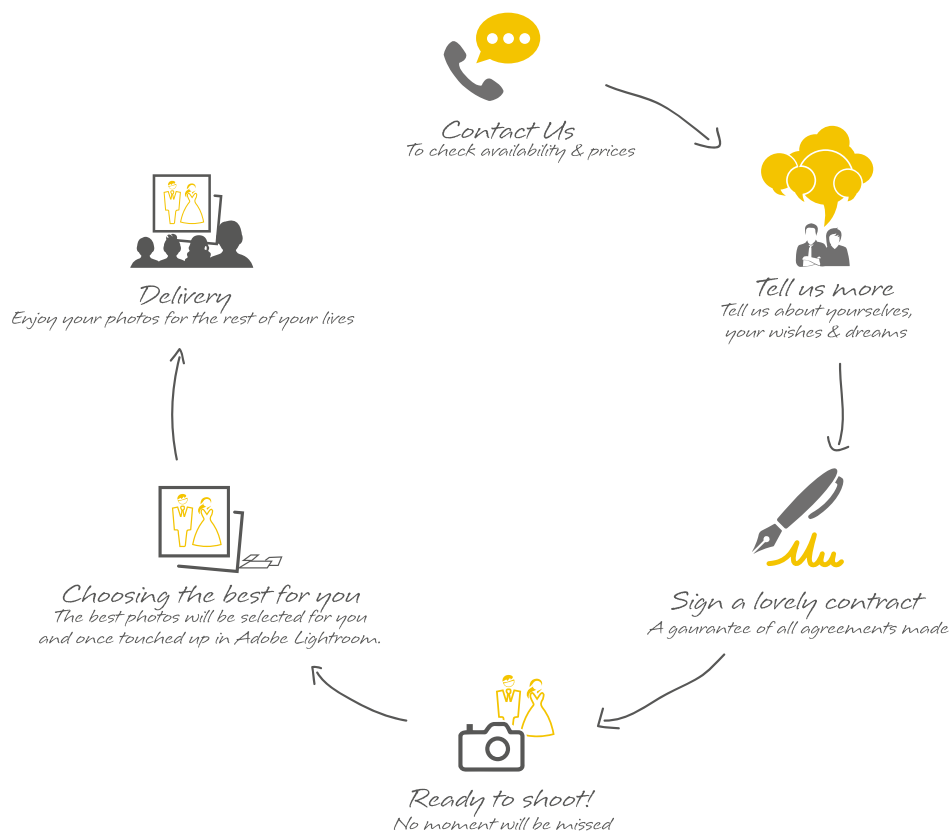 Contact Us
To check availability & prices
Tell us more
Tell us about yourselves,
your wishes & dreams
Sign a lovely contract
A gaurantee of all agreements made
Ready to shoot!
No moment will be missed
Choosing the best for you
The best photos will be selected for you
and once touched up in Adobe Lightroom.
Delivery
Enjoy your photos for the rest of your lives